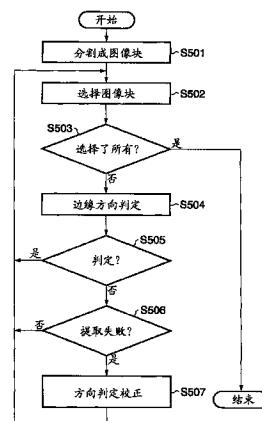 开始
分割成图像块
S501
选择图像块
S502
S503
选择了所有?
是
否
边缘方向判定
S504
S505
判定?
是
否
S506
提取失败?
否
是
方向判定校正
S507
结束